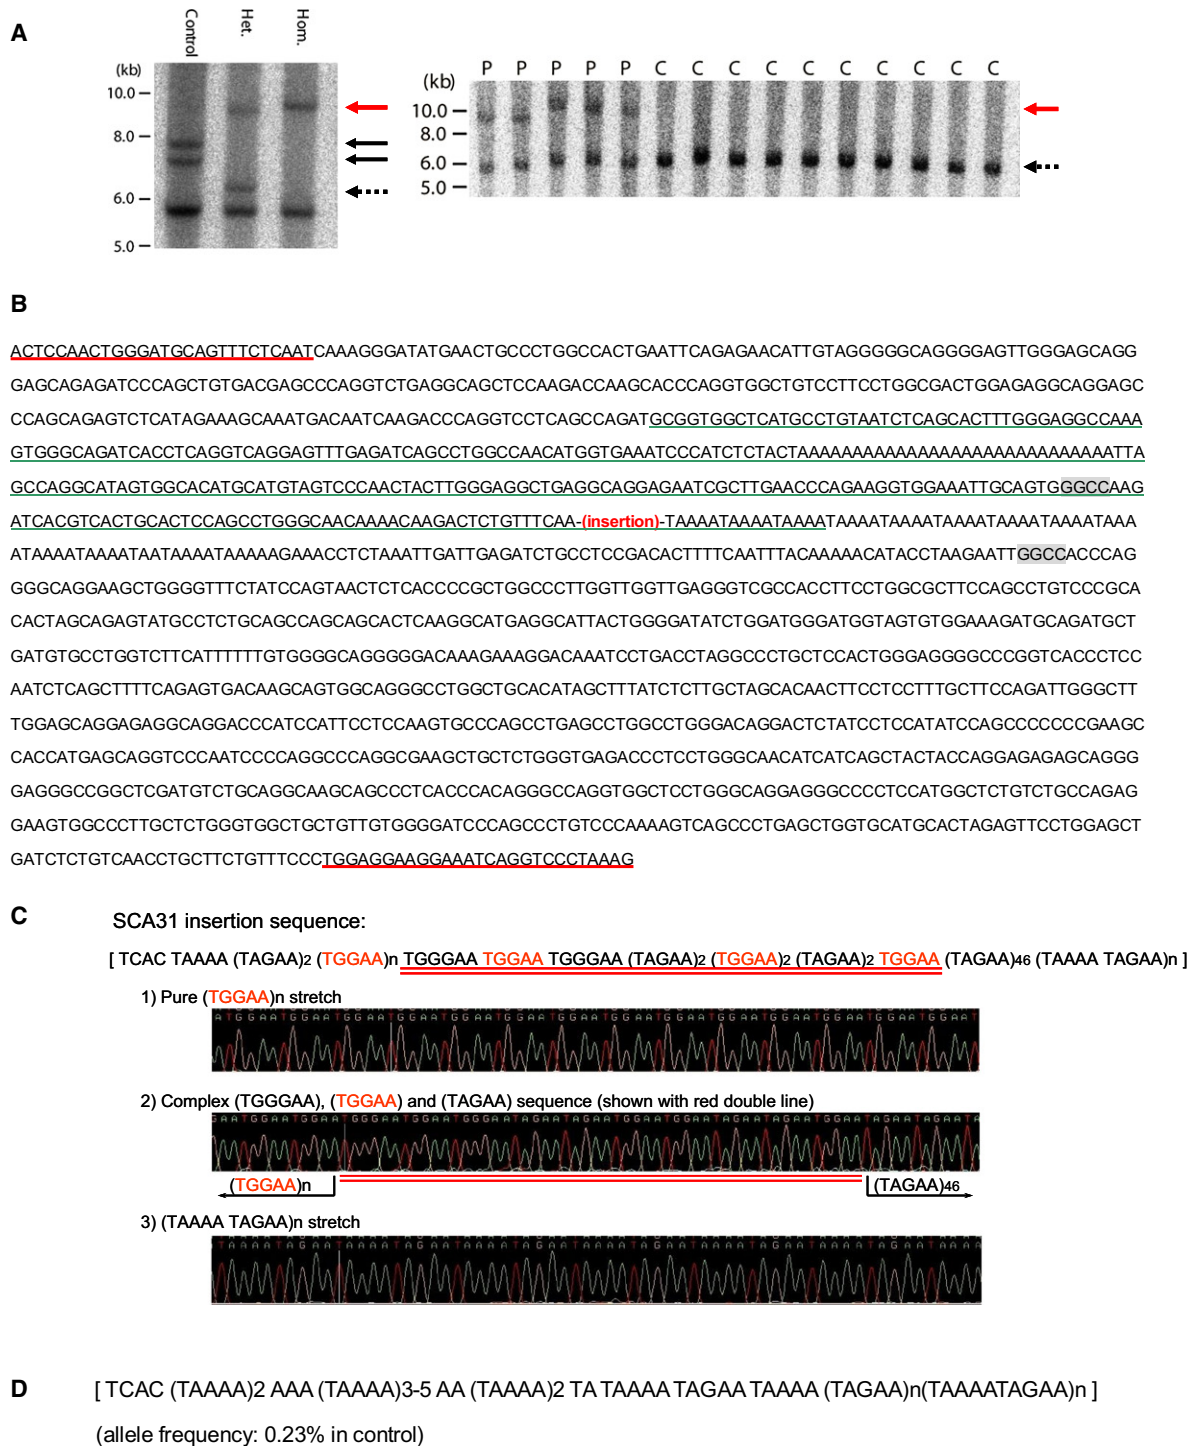 A
Control Het. Hom.
(kb)
10.0
8.0
6.0
5.0
(kb) P P P P P C C C C C C C C C C
10.0
8.0
6.0
5.0
B
ACTCCAACTGGGATGCAGTTTCTCAATCAAAGGGATATGAACTGCCCTGGCCACTGAATTCAGAGAACATTGTAGGGGGCAGGGGAGTTGGGAGCAGG
GAGCAGAGATCCCAGCTGTGACGAGCCCAGGTCTGAGGCAGCTCCAAGACCAAGCACCCAGGTGGCTGTCCTTCCTGGCGACTGGAGAGGCAGGAGC
CCAGCAGAGTCTCATAGAAAGCAAATGACAATCAAGACCCAGGTCCTCAGCCAGATGCGGTGGCTCATGCCTGTAATCTCAGCACTTTGGGAGGCCAAA
GTGGGCAGATCACCTCAGGTCAGGAGTTTGAGATCAGCCTGGCCAACATGGTGAAATCCCATCTCTACTAAAAAAAAAAAAAAAAAAAAAAAAAAAAATTA
GCCAGGCATAGTGGCACATGCATGTAGTCCCAACTACTTGGGAGGCTGAGGCAGGAGAATCGCTTGAACCCAGAAGGTGGAAATTGCAGTGGGCCAAG
ATCACGTCACTGCACTCCAGCCTGGGCAACAAAACAAGACTCTGTTTCAA-(insertion)-TAAAATAAAATAAAATAAAATAAAATAAAATAAAATAAAATAAA
ATAAAATAAAATAATAAAATAAAAAGAAACCTCTAAATTGATTGAGATCTGCCTCCGACACTTTTCAATTTACAAAAACATACCTAAGAATTGGCCACCCAG
GGGCAGGAAGCTGGGGTTTCTATCCAGTAACTCTCACCCCGCTGGCCCTTGGTTGGTTGAGGGTCGCCACCTTCCTGGCGCTTCCAGCCTGTCCCGCA
CACTAGCAGAGTATGCCTCTGCAGCCAGCAGCACTCAAGGCATGAGGCATTACTGGGGATATCTGGATGGGATGGTAGTGTGGAAAGATGCAGATGCT
GATGTGCCTGGTCTTCATTTTTTGTGGGGCAGGGGGACAAAGAAAGGACAAATCCTGACCTAGGCCCTGCTCCACTGGGAGGGGCCCGGTCACCCTCC
AATCTCAGCTTTTCAGAGTGACAAGCAGTGGCAGGGCCTGGCTGCACATAGCTTTATCTCTTGCTAGCACAACTTCCTCCTTTGCTTCCAGATTGGGCTT
TGGAGCAGGAGAGGCAGGACCCATCCATTCCTCCAAGTGCCCAGCCTGAGCCTGGCCTGGGACAGGACTCTATCCTCCATATCCAGCCCCCCCGAAGC
CACCATGAGCAGGTCCCAATCCCCAGGCCCAGGCGAAGCTGCTCTGGGTGAGACCCTCCTGGGCAACATCATCAGCTACTACCAGGAGAGAGCAGGG
GAGGGCCGGCTCGATGTCTGCAGGCAAGCAGCCCTCACCCACAGGGCCAGGTGGCTCCTGGGCAGGAGGGCCCCTCCATGGCTCTGTCTGCCAGAG
GAAGTGGCCCTTGCTCTGGGTGGCTGCTGTTGTGGGGATCCCAGCCCTGTCCCAAAAGTCAGCCCTGAGCTGGTGCATGCACTAGAGTTCCTGGAGCT
GATCTCTGTCAACCTGCTTCTGTTTCCCTGGAGGAAGGAAATCAGGTCCCTAAAG
C
SCA31 insertion sequence:
[ TCAC TAAAA (TAGAA)2 (TGGAA)n TGGGAA TGGAA TGGGAA (TAGAA)2 (TGGAA)2 (TAGAA)2 TGGAA (TAGAA)46 (TAAAA TAGAA)n ]
1) Pure (TGGAA)n stretch
ATGGAATGGAATGGAATGGAATGGAATGGAATGGAATGGAATGGAATGGAATGGAATGGAATGGAAT
2) Complex (TGGGAA), (TGGAA) and (TAGAA) sequence (shown with red double line)
GAATGGAATGGAATGGGAATGGAATGGGAATAGAATAGAATGGAATGGAATAGAATAGAATGGAATAGAATAGAATA
(TGGAA)n (TAGAA)46
3) (TAAAA TAGAA)n stretch
TAAAATAGAATAAAATAGAATAAAATAGAATAAAATAGAATAAAATAGAATAAAATAGAATAAAA
D
[ TCAC (TAAAA)2 AAA (TAAAA)3-5 AA (TAAAA)2 TA TAAAA TAGAA TAAAA (TAGAA)n(TAAAATAGAA)n ]
(allele frequency: 0.23% in control)